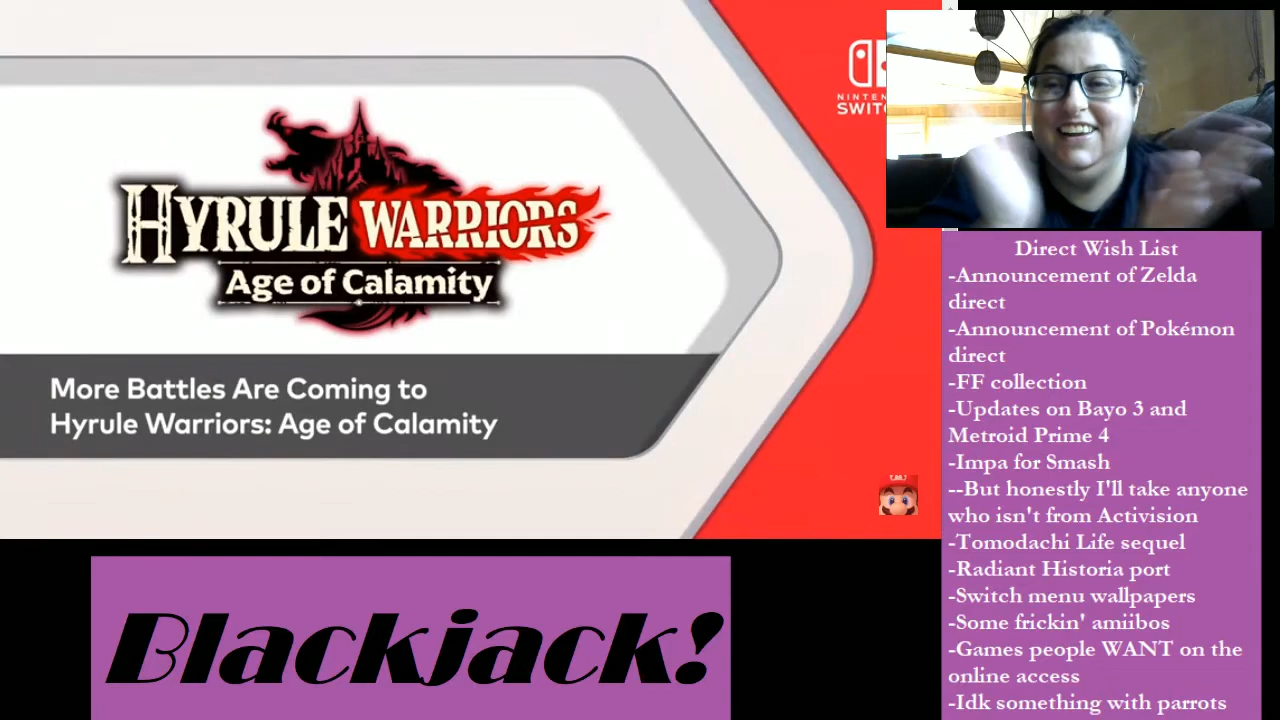 HYRULE WARRIORS
Age of Calamity
More Battles Are Coming to
Hyrule Warriors: Age of Calamity
SWITCH
Blackjack!
Direct Wish List
-Announcement of Zelda
direct
-Announcement of Pokémon
direct
-FF collection
-Updates on Bayo 3 and
Metroid Prime 4
-Impa for Smash
--But honestly I'll take anyone
who isn't from Activision
-Tomodachi Life sequel
-Radiant Historia port
-Switch menu wallpapers
-Some frickin' amiibos
-Games people WANT on the
online access
-Idk something with parrots